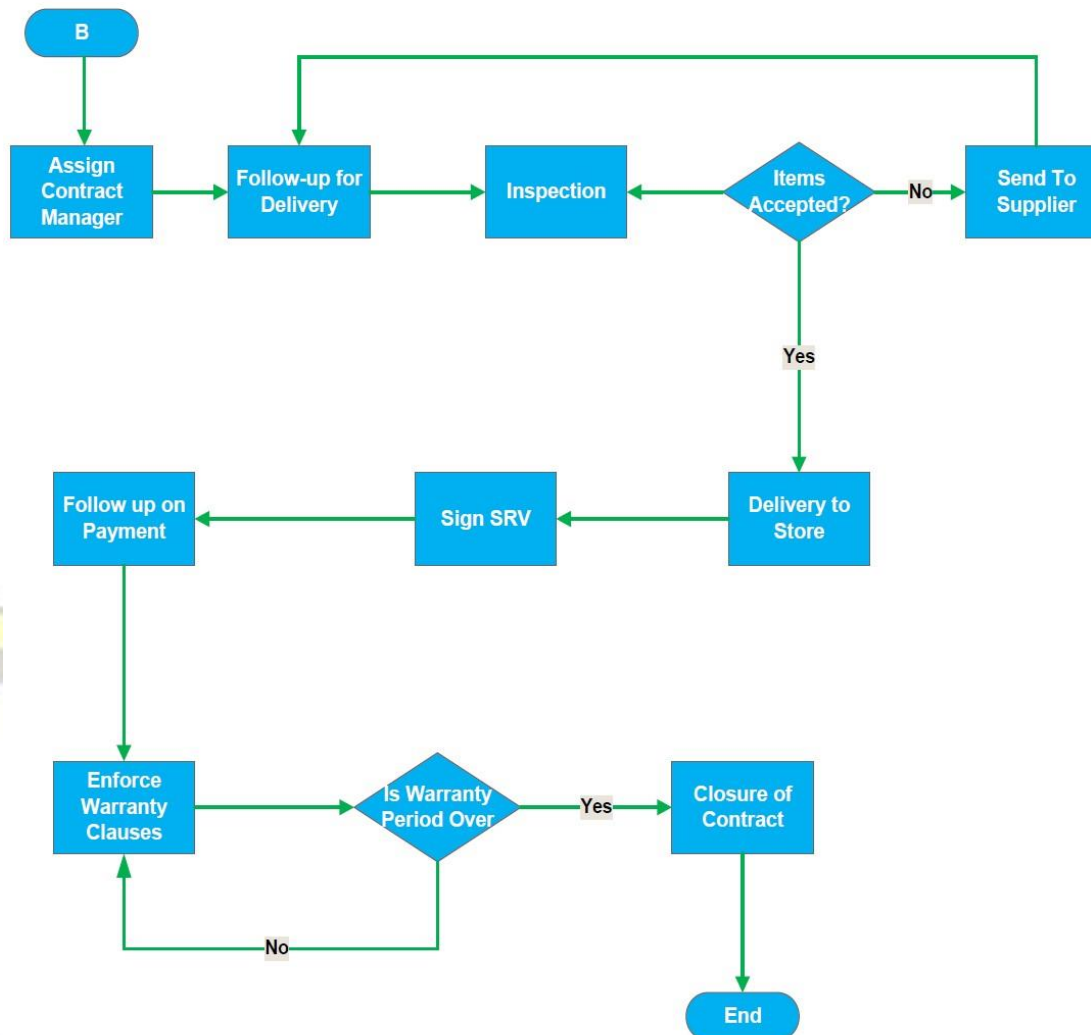 B
Assign
Contract
Manager
Follow-up for
Delivery
Inspection
Items
Accepted?
No
Send To
Supplier
Yes
Follow up on
Payment
Sign SRV
Delivery to
Store
Enforce
Warranty
Clauses
Is Warranty
Period Over
Yes
Closure of
Contract
No
End